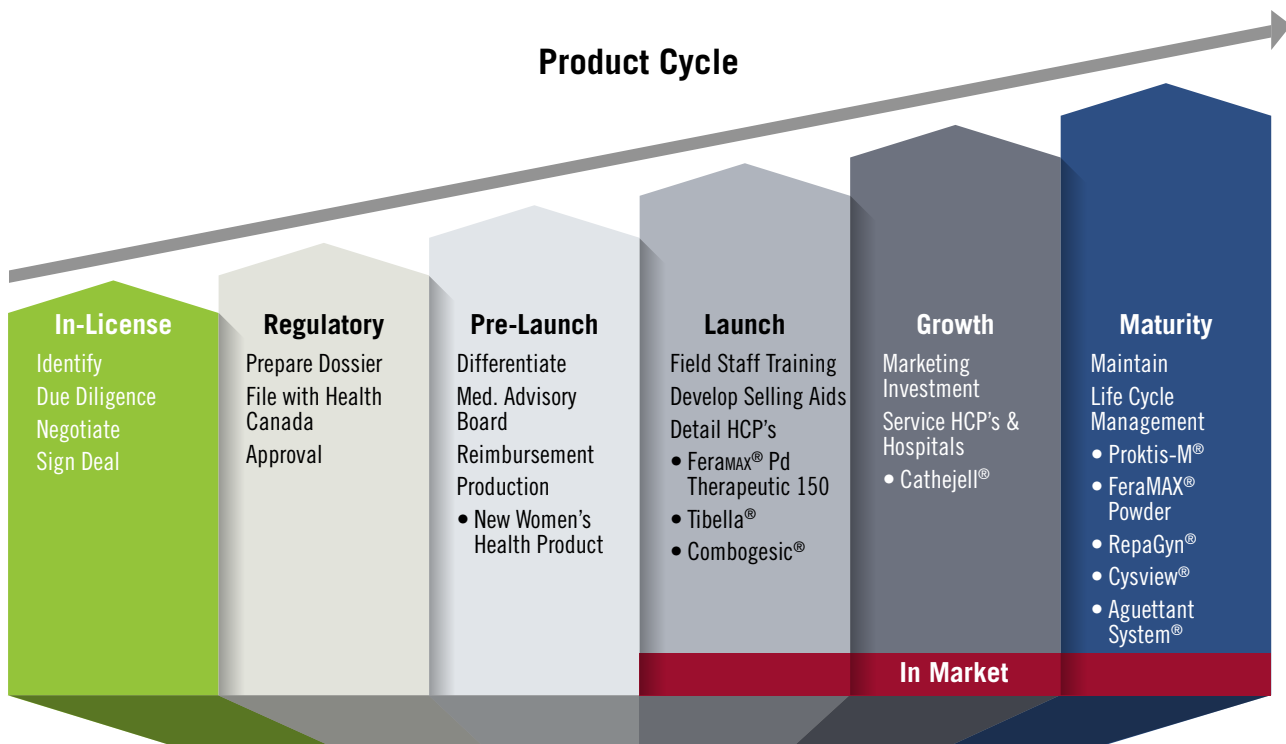 Product Cycle
In-License
Identify
Due Diligence
Negotiate
Sign Deal
Regulatory
Prepare Dossier
File with Health
Canada
Approval
Pre-Launch
Differentiate
Med. Advisory
Board
Reimbursement
Production
• New Women's
Health Product
Launch
Field Staff Training
Develop Selling Aids
Detail HCP's
• FeraMAX® Pd
Therapeutic 150
• Tibella®
• Combogesic®
Growth
Marketing
Investment
Service HCP's &
Hospitals
• Cathejell®
Maturity
Maintain
Life Cycle
Management
• Proktis-M®
• FeraMAX®
Powder
• RepaGyn®
• Cysview®
• Aguettant
System®
In Market